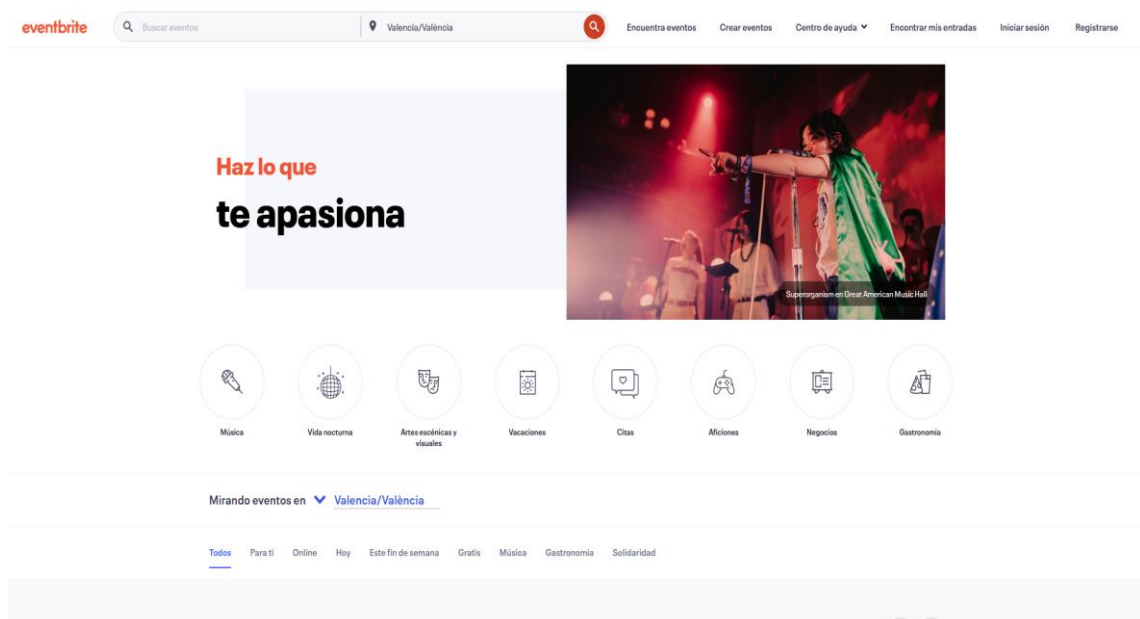 eventbrite
Buscar eventos
Valencia/València
Encuentra eventos
Crear eventos
Centro de ayuda
Encontrar mis entradas
Iniciar sesión
Registrarse
Haz lo que
te apasiona
Superorganism en Great American Music Hall
Música
Vida nocturna
Artes escénicas y
visuales
Vacaciones
Citas
Aficiones
Negocios
Gastronomía
Mirando eventos en Valencia/València
Todos
Para ti
Online
Hoy
Este fin de semana
Gratis
Música
Gastronomía
Solidaridad